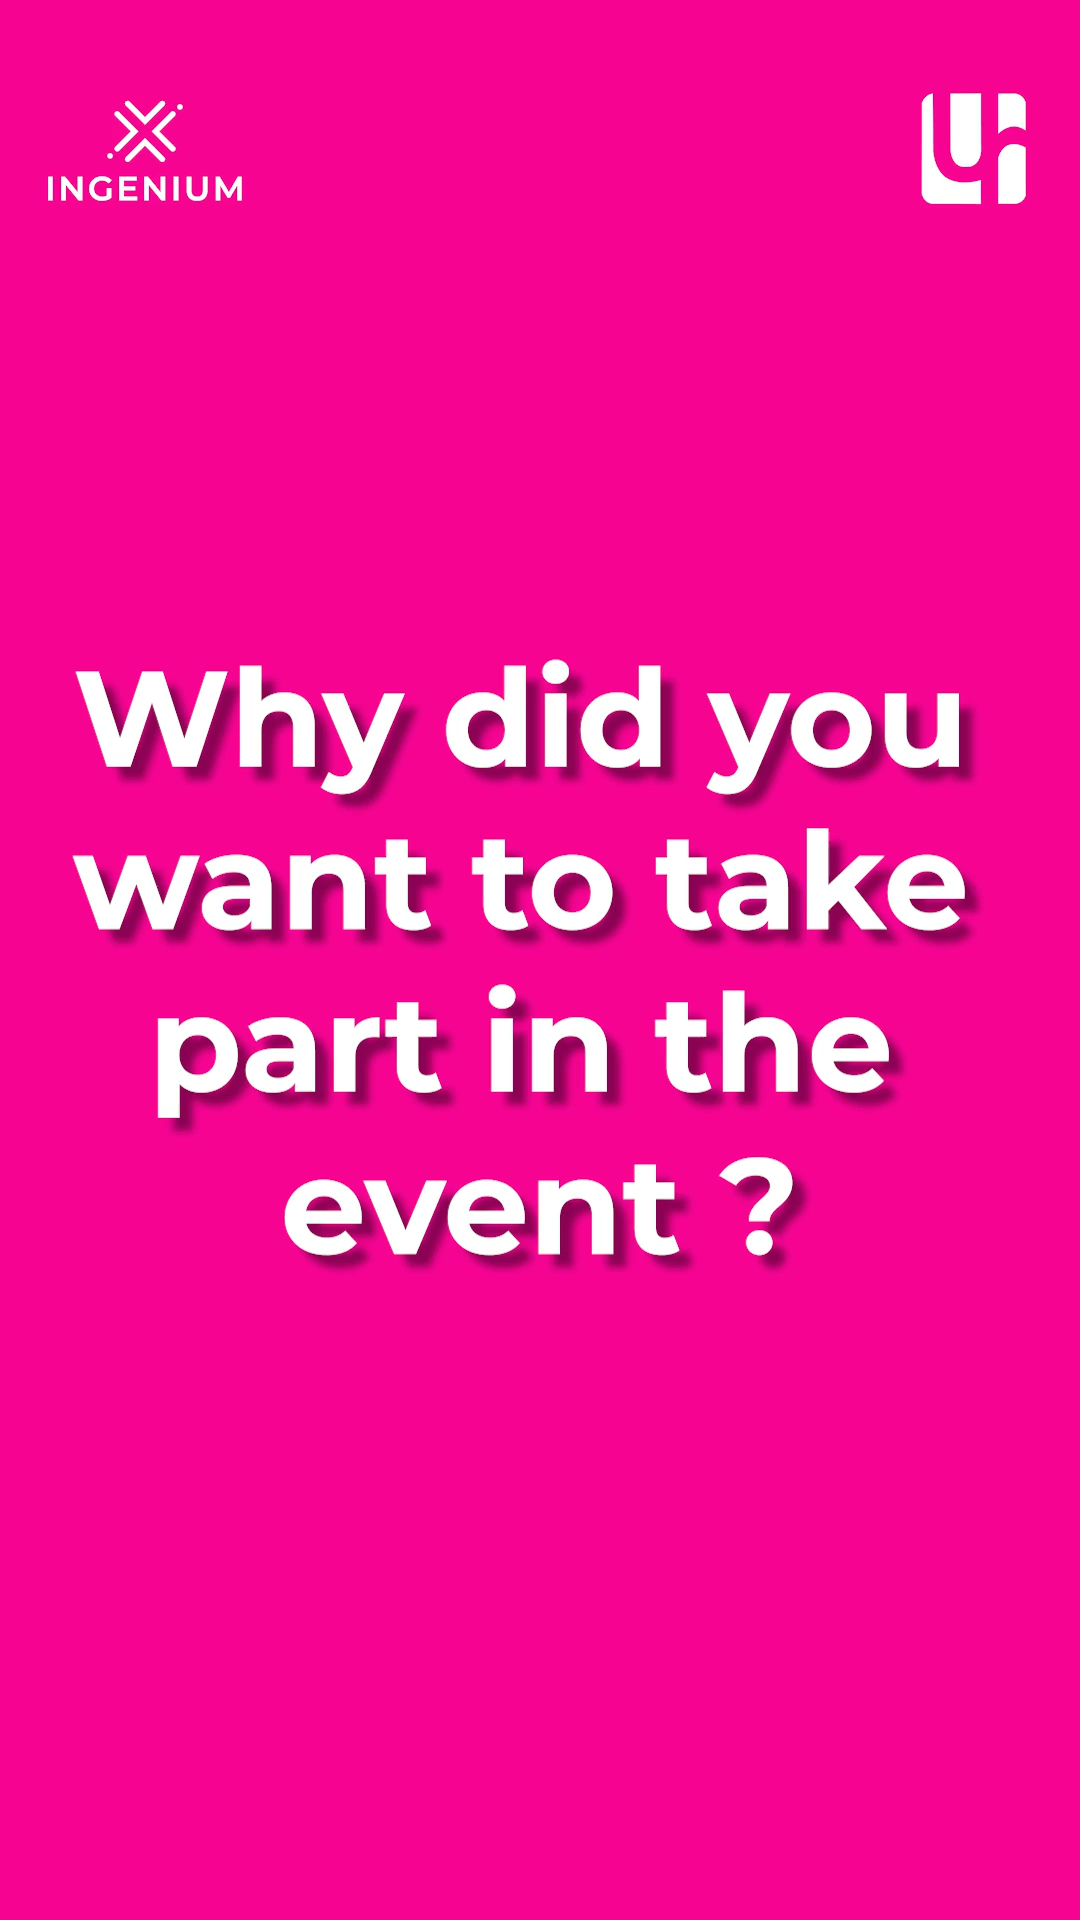 INGENIUM
Why did you
want to take
part in the
event ?